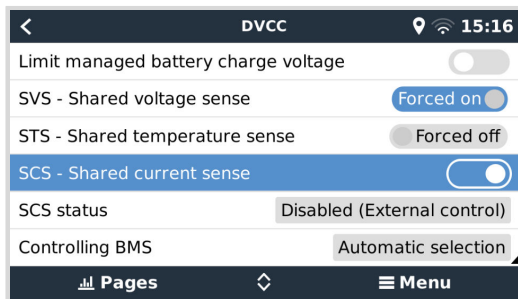 DVCC 15:16
Limit managed battery charge voltage
SVS - Shared voltage sense Forced on
STS - Shared temperature sense Forced off
SCS - Shared current sense
SCS status Disabled (External control)
Controlling BMS Automatic selection
Pages Menu